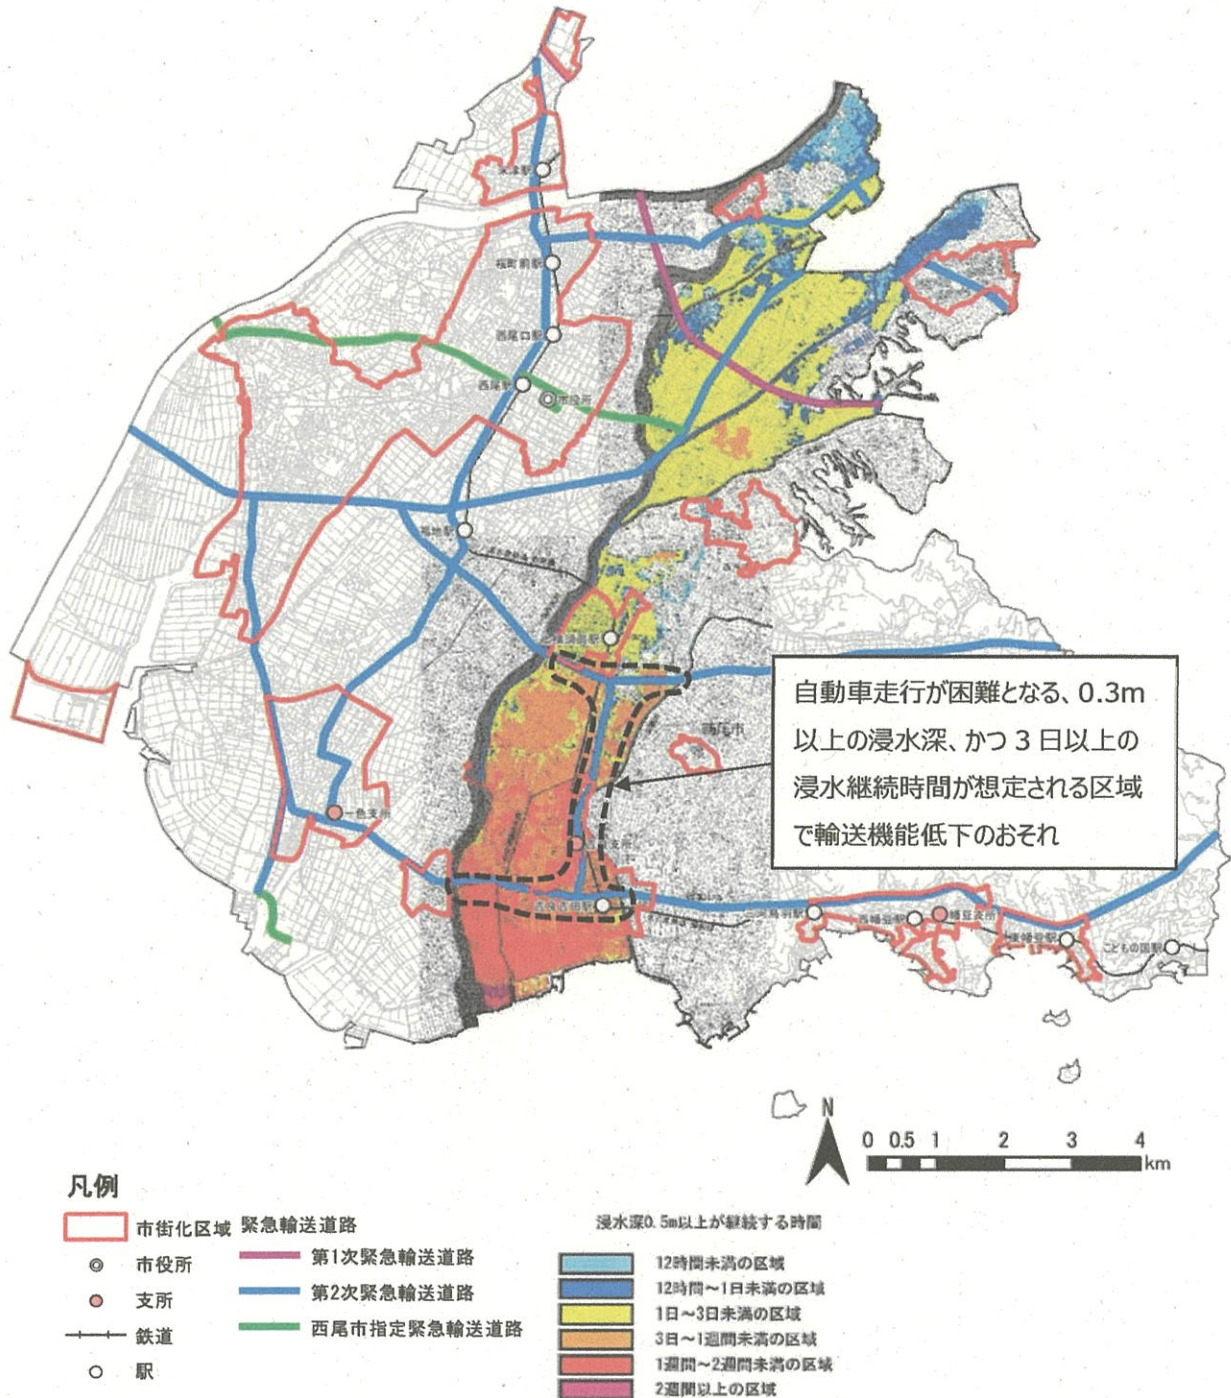 福地駅
西尾口駅
西尾駅
市役所
西尾市
自動車走行が困難となる、0.3m
以上の浸水深、かつ 3 日以上の
浸水継続時間が想定される区域
で輸送機能低下のおそれ
一色支所
支所
吉良吉田駅
三河鳥羽駅
西幡豆駅
幡豆支所
東幡豆駅
こどもの国駅
N
0 0.5 1 2 3 4
km
凡例
市街化区域
市役所
支所
鉄道
駅
緊急輸送道路
第1次緊急輸送道路
第2次緊急輸送道路
西尾市指定緊急輸送道路
浸水深0.5m以上が継続する時間
12時間未満の区域
12時間～1日未満の区域
1日～3日未満の区域
3日～1週間未満の区域
1週間～2週間未満の区域
2週間以上の区域